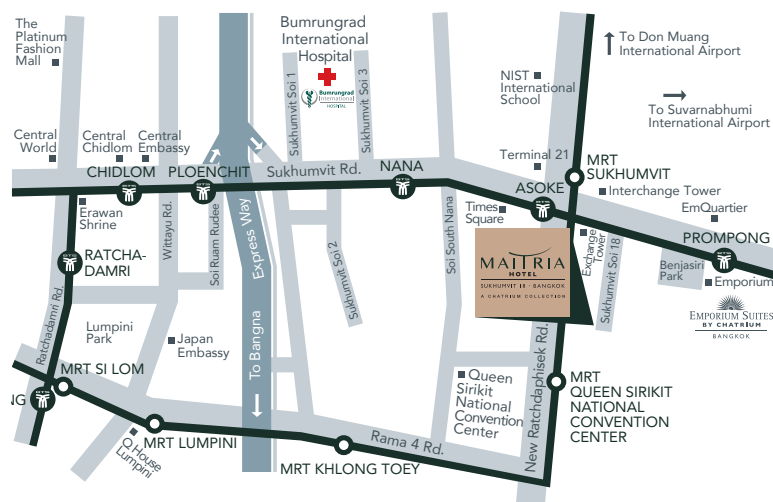 The
Platinum
Fashion
Mall
Bumrungrad
International
Hospital
Bumrungrad
International
HOSPITAL
Sukhumvit Soi 1
Sukhumvit Soi 3
To Don Muang
International Airport
NIST
International
School
To Suvarnabhumi
International Airport
Central
World
Central
Chidlom
Central
Embassy
Terminal 21
MRT
SUKHUMVIT
CHIDLOM
PLOENCHIT
Sukhumvit Rd.
NANA
ASOKE
Interchange Tower
EmQuartier
Times
Square
Erawan
Shrine
Wittayu Rd.
Soi Ruam Rudee
Express Way
To Bangna
Sukhumvit Soi 2
Soi South Nana
Exchange
Tower
Sukhumvit Soi 18
PROMPONG
Benjasiri
Park
Emporium
RATCHA-
DAMRI
MAITRIA
HOTEL
SUKHUMVIT 18 · BANGKOK
A CHATRIUM COLLECTION
EMPORIUM SUITES
BY CHATRIUM
BANGKOK
Ratchadamri Rd.
Lumpini
Park
Japan
Embassy
MRT SI LOM
NG
Q House
Lumpini
MRT LUMPINI
MRT KHLONG TOEY
Rama 4 Rd.
Queen
Sirikit
National
Convention
Center
New Ratchdaphisek Rd.
MRT
QUEEN SIRIKIT
NATIONAL
CONVENTION
CENTER